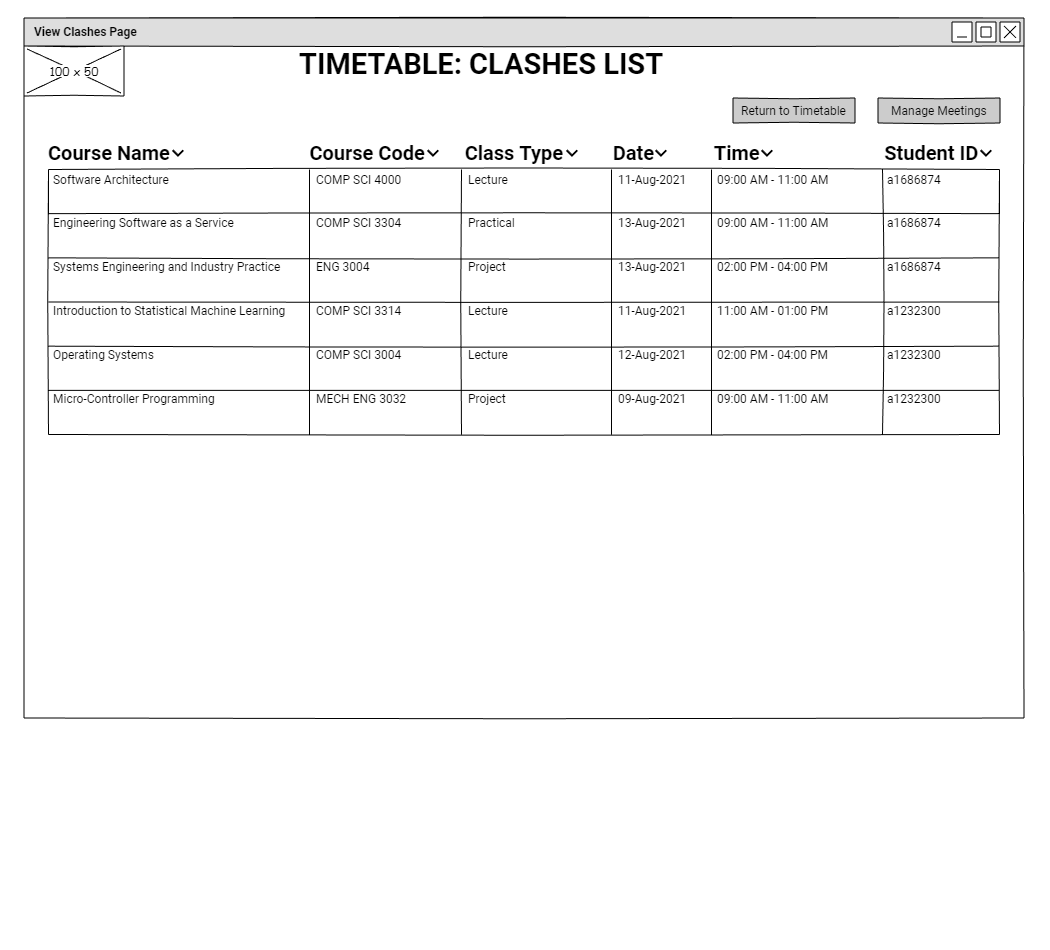 View Clashes Page
100 x 50
TIMETABLE: CLASHES LIST
Return to Timetable Manage Meetings
Course Name Course Code Class Type Date Time Student ID
Software Architecture COMP SCI 4000 Lecture 11-Aug-2021 09:00 AM - 11:00 AM a1686874
Engineering Software as a Service COMP SCI 3304 Practical 13-Aug-2021 09:00 AM - 11:00 AM a1686874
Systems Engineering and Industry Practice ENG 3004 Project 13-Aug-2021 02:00 PM - 04:00 PM a1686874
Introduction to Statistical Machine Learning COMP SCI 3314 Lecture 11-Aug-2021 11:00 AM - 01:00 PM a1232300
Operating Systems COMP SCI 3004 Lecture 12-Aug-2021 02:00 PM - 04:00 PM a1232300
Micro-Controller Programming MECH ENG 3032 Project 09-Aug-2021 09:00 AM - 11:00 AM a1232300